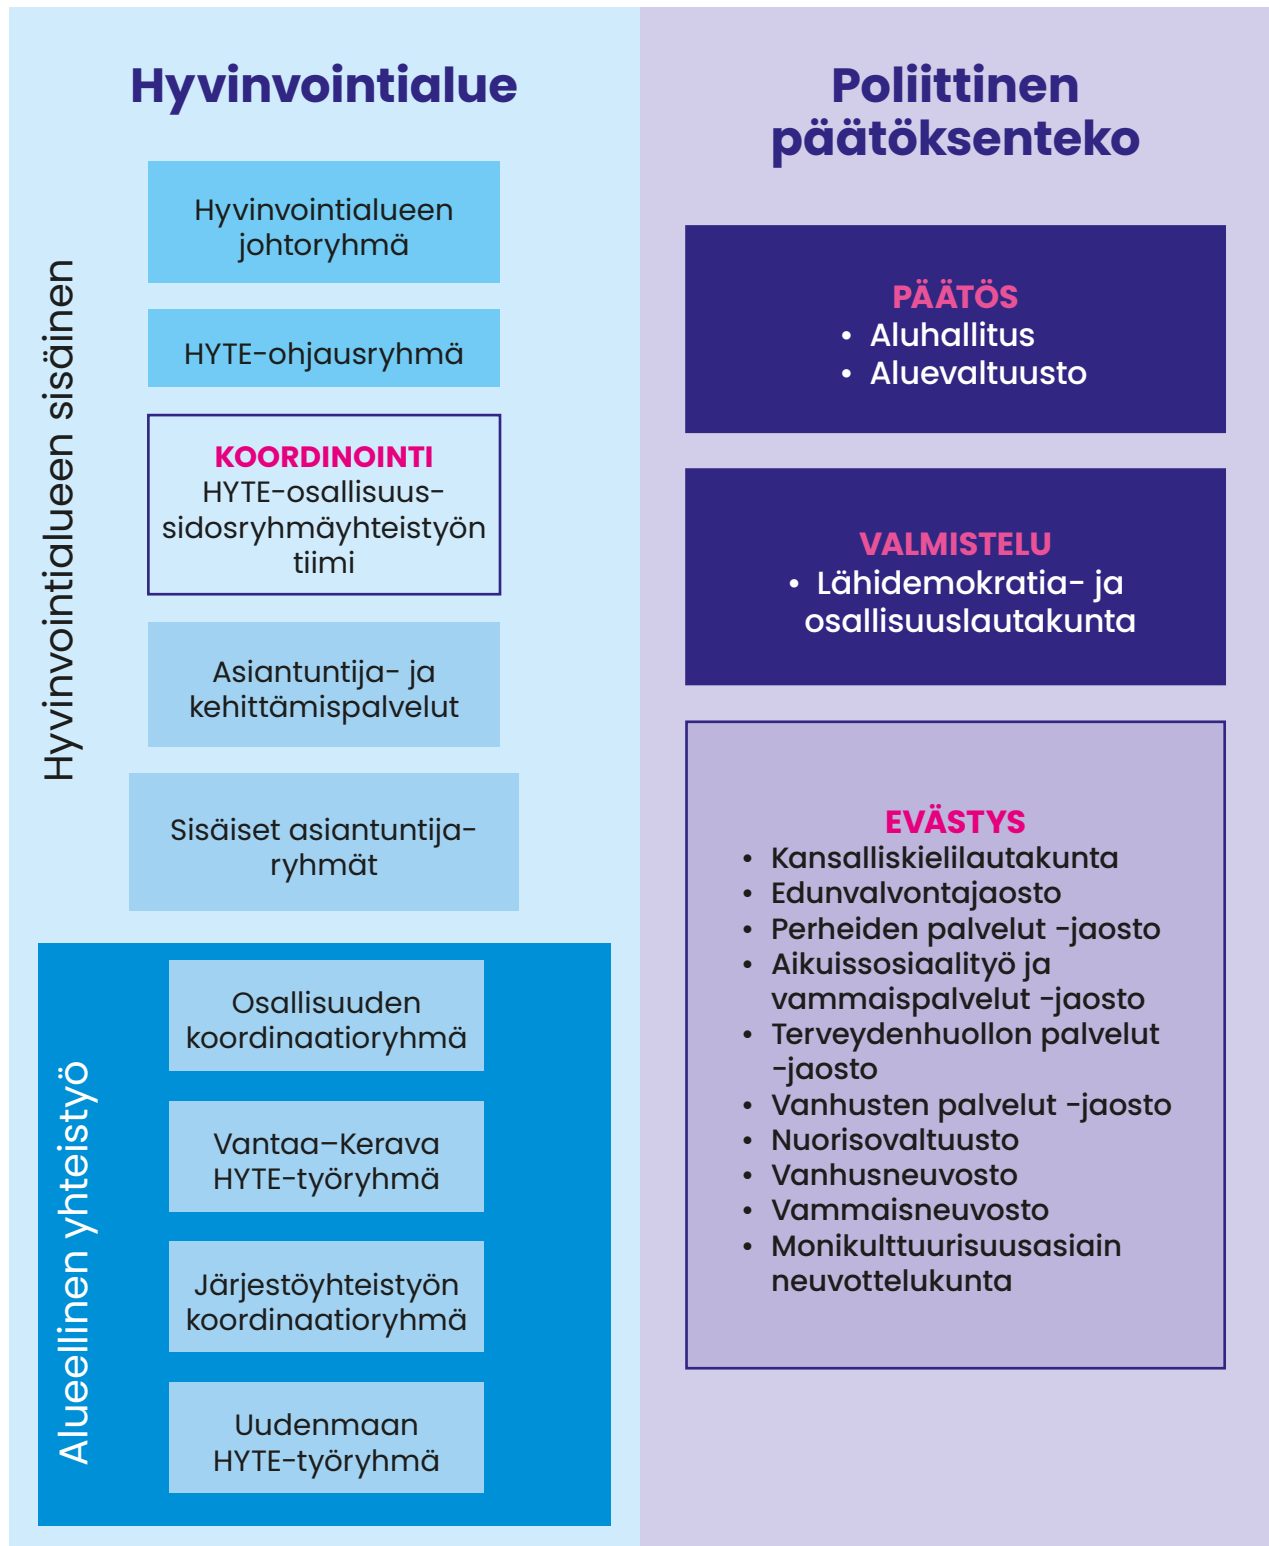 Hyvinvointialue
Hyvinvointialueen sisäinen
Hyvinvointialueen
johtoryhmä
HYTE-ohjausryhmä
KOORDINOINTI
HYTE-osallisuus-
sidosryhmäyhteistyön
tiimi
Asiantuntija- ja
kehittämispalvelut
Sisäiset asiantuntija-
ryhmät
Alueellinen yhteistyö
Osallisuuden
koordinaatioryhmä
Vantaa–Kerava
HYTE-työryhmä
Järjestöyhteistyön
koordinaatioryhmä
Uudenmaan
HYTE-työryhmä
Poliittinen
päätöksenteko
PÄÄTÖS
• Aluhallitus
• Aluevaltuusto
VALMISTELU
• Lähidemokratia- ja
osallisuuslautakunta
EVÄSTYS
• Kansalliskielilautakunta
• Edunvalvontajaosto
• Perheiden palvelut -jaosto
• Aikuissosiaalityö ja
vammaispalvelut -jaosto
• Terveydenhuollon palvelut
-jaosto
• Vanhusten palvelut -jaosto
• Nuorisovaltuusto
• Vanhusneuvosto
• Vammaisneuvosto
• Monikulttuurisuusasiain
neuvottelukunta